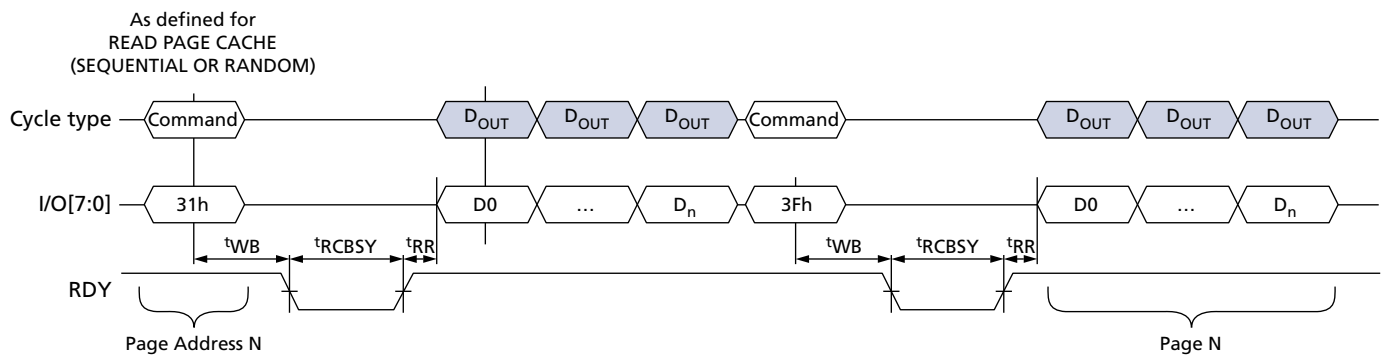 As defined for
READ PAGE CACHE
(SEQUENTIAL OR RANDOM)
Cycle type Command DOUT DOUT DOUT Command DOUT DOUT DOUT
I/O[7:0] 31h D0 ... Dn 3Fh D0 ... Dn
tWB tRCBSY tRR tWB tRCBSY tRR
RDY
Page Address N Page N